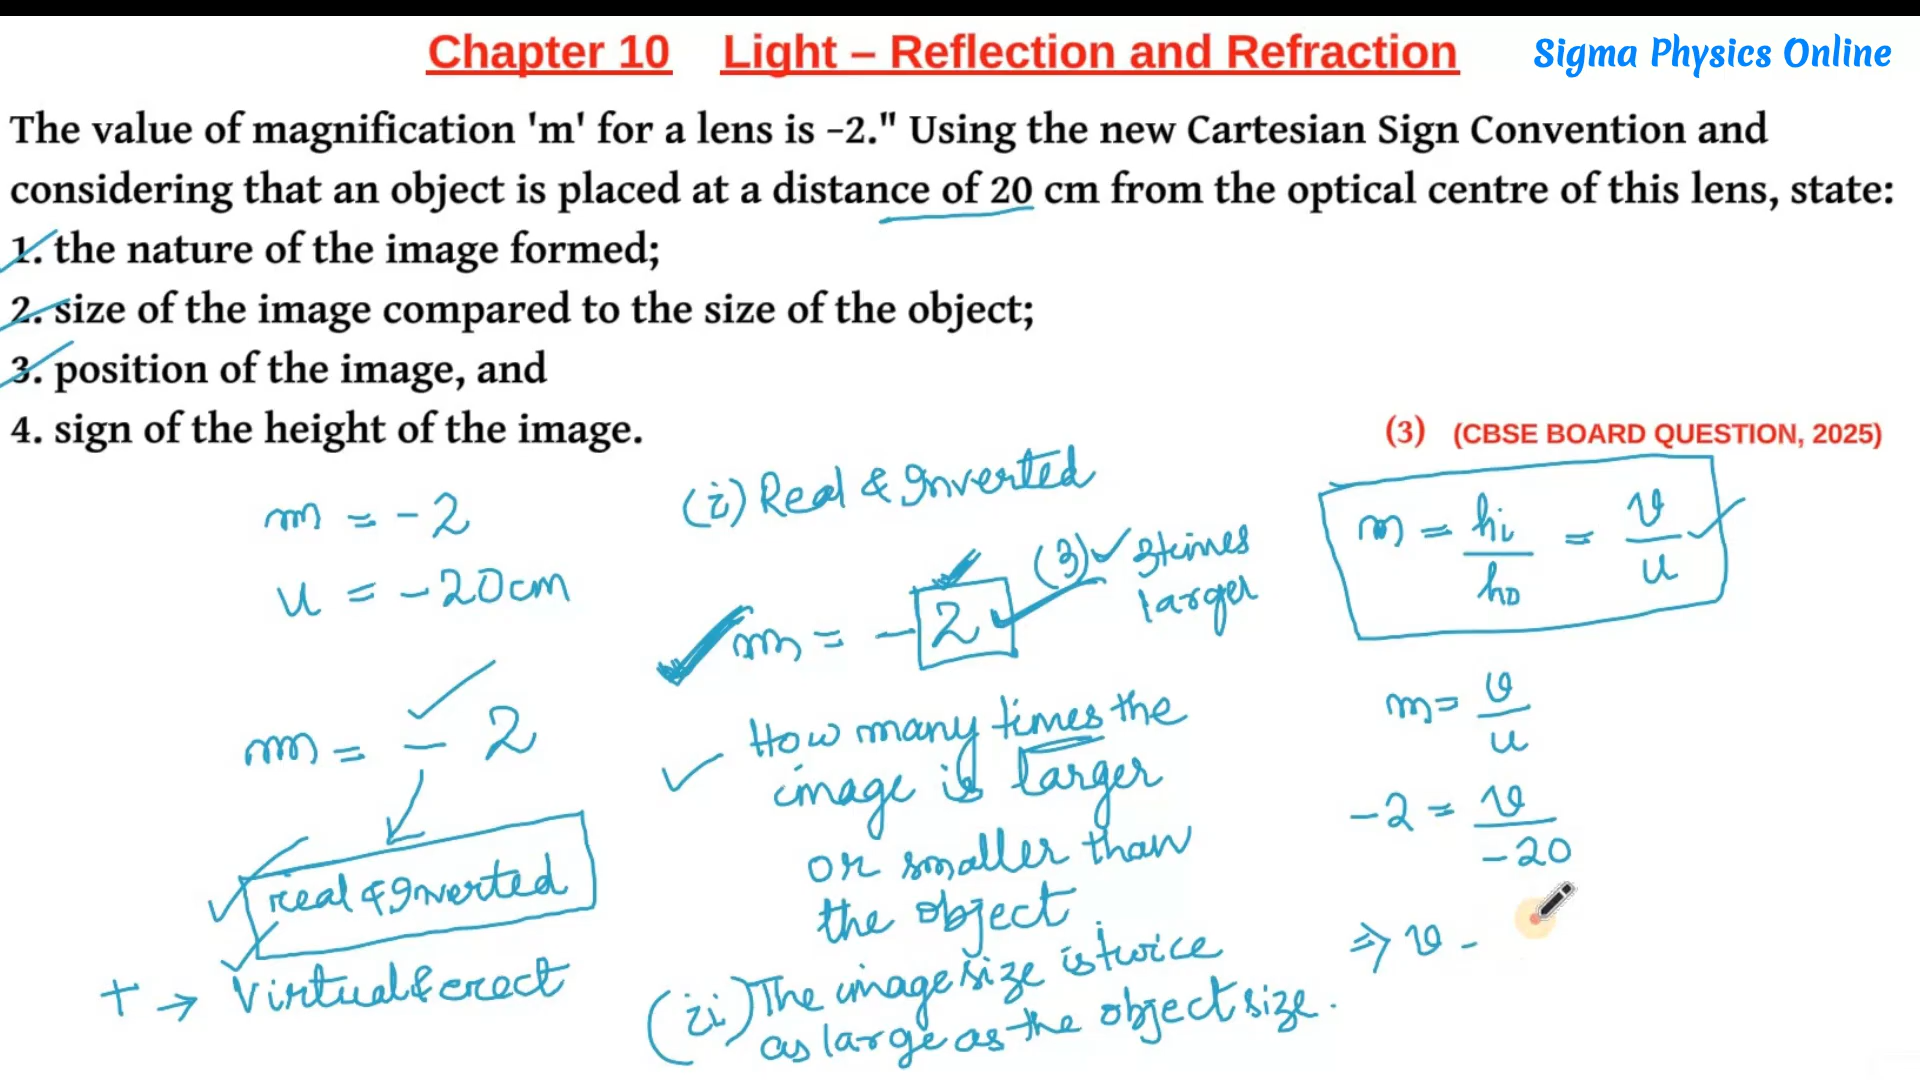 Chapter 10 Light – Reflection and Refraction
Sigma Physics Online
The value of magnification 'm' for a lens is –2." Using the new Cartesian Sign Convention and
considering that an object is placed at a distance of 20 cm from the optical centre of this lens, state:
1. the nature of the image formed;
2. size of the image compared to the size of the object;
3. position of the image, and
4. sign of the height of the image.
(3) (CBSE BOARD QUESTION, 2025)
m = -2
u = -20cm
m = - 2
real & Inverted
+ → Virtual & erect
(i) Real & Inverted
m = - 2
(3) 3 times
larger
How many times the
image is larger
or smaller than
the object
(ii) The image size is twice
as large as the object size.
m = hi/ho = v/u
m = v/u
-2 = v/-20
⇒ v -